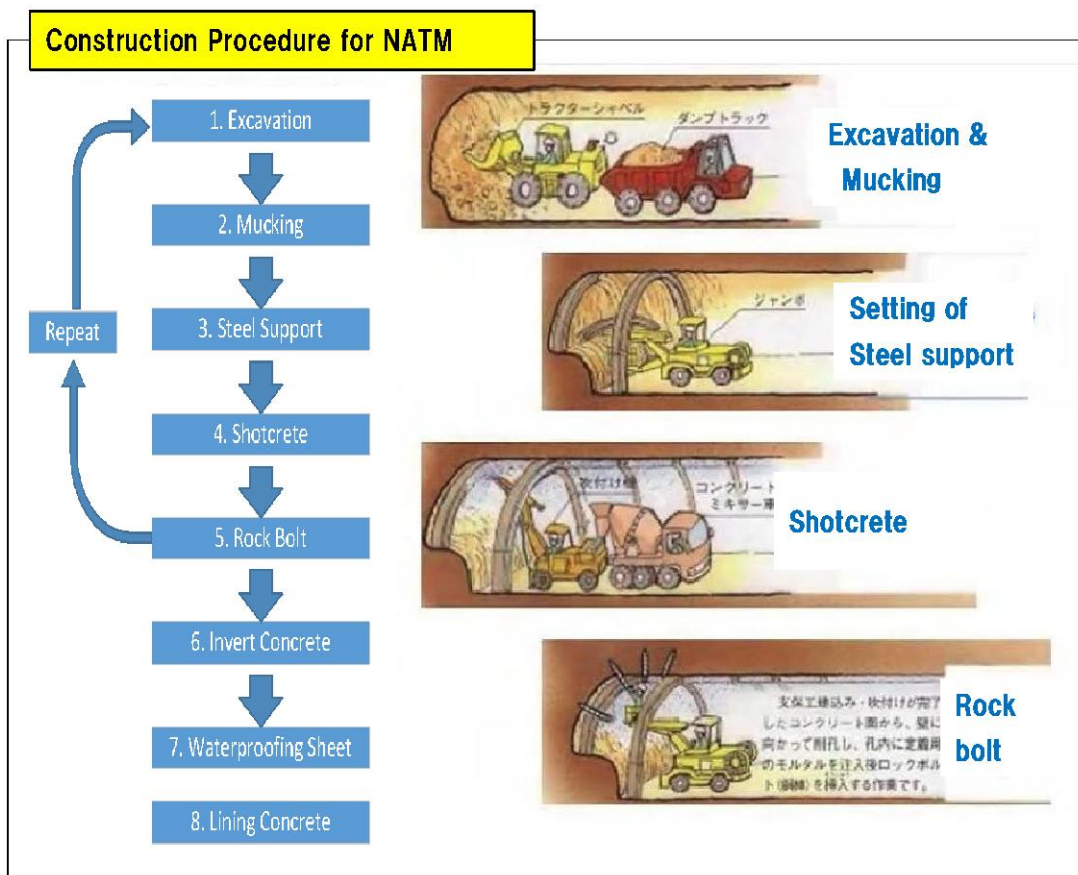 Construction Procedure for NATM
1. Excavation
2. Mucking
3. Steel Support
Repeat
4. Shotcrete
5. Rock Bolt
6. Invert Concrete
7. Waterproofing Sheet
8. Lining Concrete
トラクターショベル
ダンプトラック
Excavation &
Mucking
ジャンボ
Setting of
Steel support
吹付け機
コンクリート
ミキサー車
Shotcrete
支保工建込み・吹付けが完了
したコンクリート面から、壁に
向かって削孔し、孔内に定着用
のモルタルを注入後ロックボル
ト(鋼棒)を挿入する作業です。
Rock
bolt